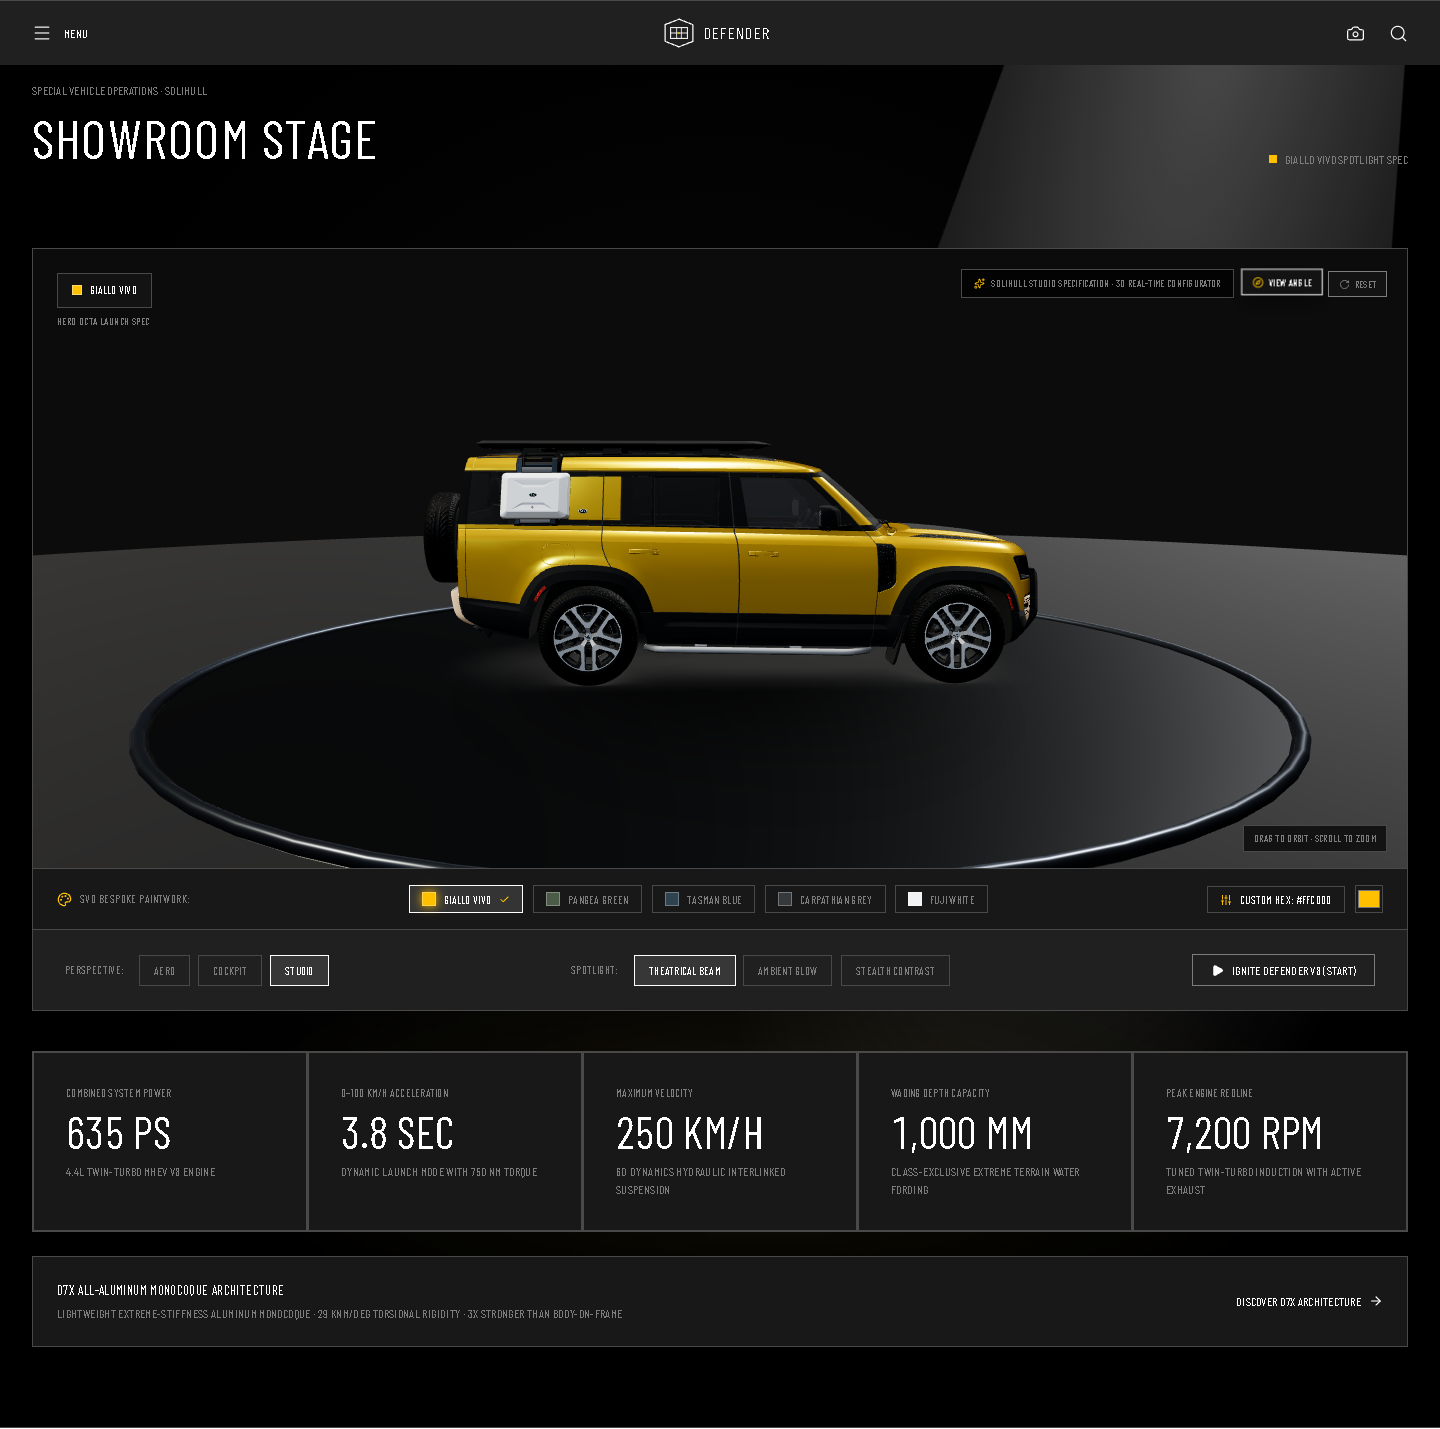 MENU
DEFENDER
SPECIAL VEHICLE OPERATIONS · SOLIHULL
SHOWROOM STAGE
GIALLO VIVO SPOTLIGHT SPEC
GIALLO VIVO
HERO OCTA LAUNCH SPEC
SOLIHULL STUDIO SPECIFICATION · 3D REAL-TIME CONFIGURATOR
VIEW ANGLE
RESET
DRAG TO ORBIT · SCROLL TO ZOOM
SVO BESPOKE PAINTWORK:
GIALLO VIVO
PANGEA GREEN
TASMAN BLUE
CARPATHIAN GREY
FUJI WHITE
CUSTOM HEX: #FFC000
PERSPECTIVE:
AERO
COCKPIT
STUDIO
SPOTLIGHT:
THEATRICAL BEAM
AMBIENT GLOW
STEALTH CONTRAST
IGNITE DEFENDER V8 (START)
COMBINED SYSTEM POWER
635 PS
4.4L TWIN-TURBO MHEV V8 ENGINE
0-100 KM/H ACCELERATION
3.8 SEC
DYNAMIC LAUNCH MODE WITH 750 NM TORQUE
MAXIMUM VELOCITY
250 KM/H
6D DYNAMICS HYDRAULIC INTERLINKED
SUSPENSION
WADING DEPTH CAPACITY
1,000 MM
CLASS-EXCLUSIVE EXTREME TERRAIN WATER
FORDING
PEAK ENGINE REDLINE
7,200 RPM
TUNED TWIN-TURBO INDUCTION WITH ACTIVE
EXHAUST
D7X ALL-ALUMINUM MONOCOQUE ARCHITECTURE
LIGHTWEIGHT EXTREME-STIFFNESS ALUMINUM MONOCOQUE · 29 KNM/DEG TORSIONAL RIGIDITY · 3X STRONGER THAN BODY-ON-FRAME
DISCOVER D7X ARCHITECTURE